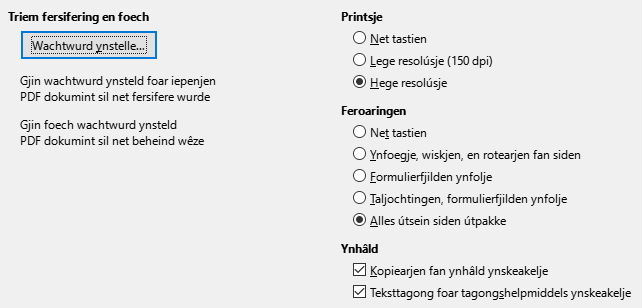 Triem fersifering en foech
Wachtwurd ynstelle...
Gjin wachtwurd ynsteld foar iepenjen
PDF dokumint sil net fersifere wurde
Gjin foech wachtwurd ynsteld
PDF dokumint sil net beheind wêze
Printsje
Net tastien
Lege resolúsje (150 dpi)
Hege resolúsje
Feroaringen
Net tastien
Ynfoegje, wiskjen, en rotearjen fan siden
Formulierfjilden ynfolje
Taljochtingen, formulierfjilden ynfolje
Alles útsein siden útpakke
Ynhâld
Kopiearjen fan ynhâld ynskeakelje
Teksttagong foar tagongshelpmiddels ynskeakelje